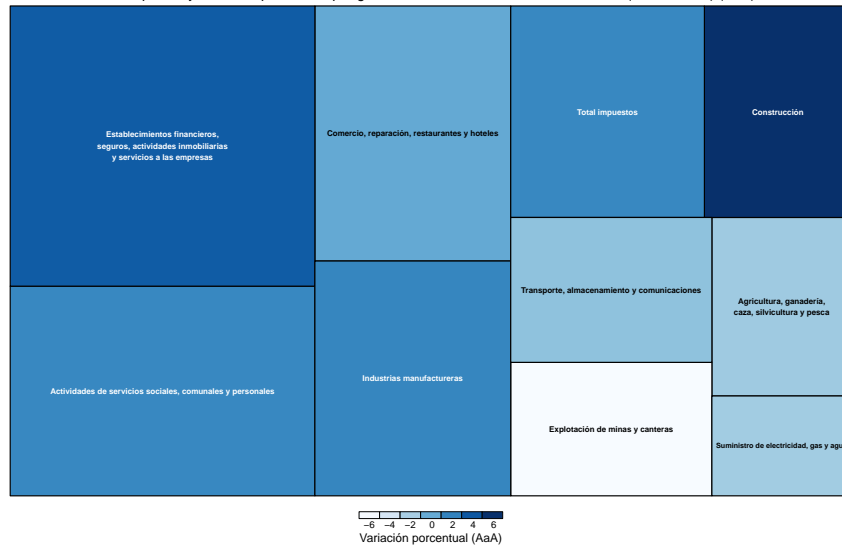 Establecimientos financieros,
seguros, actividades inmobiliarias
y servicios a las empresas
Comercio, reparación, restaurantes y hoteles
Total impuestos
Construcción
Transporte, almacenamiento y comunicaciones
Agricultura, ganadería,
caza, silvicultura y pesca
Actividades de servicios sociales, comunales y personales
Industrias manufactureras
Explotación de minas y canteras
Suministro de electricidad, gas y agu
−6 −4 −2 0 2 4 6
Variación porcentual (AaA)